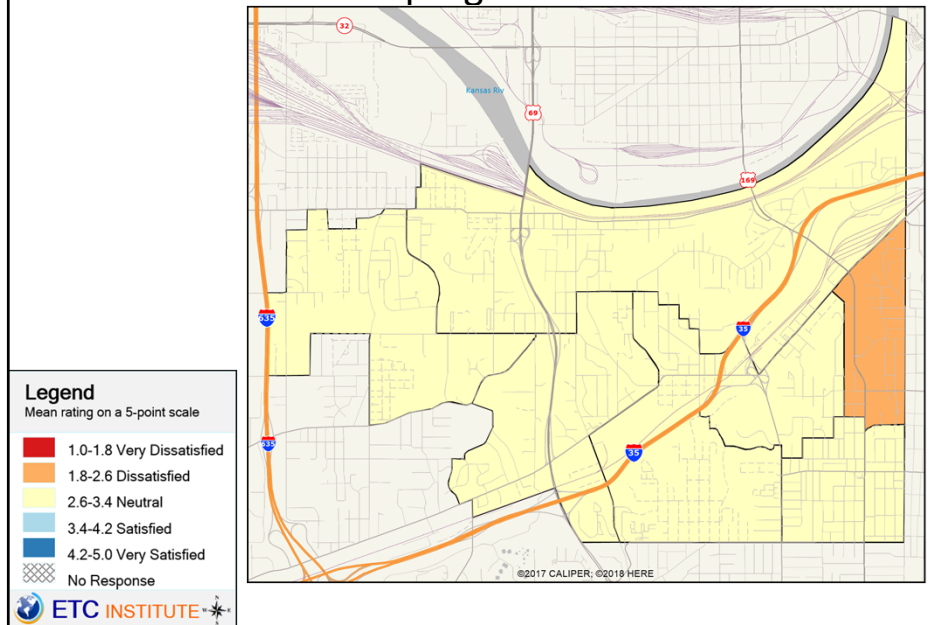 32
Kansas Riv
69
169
635
35
635
35
©2017 CALIPER; ©2018 HERE
Legend
Mean rating on a 5-point scale
1.0-1.8 Very Dissatisfied
1.8-2.6 Dissatisfied
2.6-3.4 Neutral
3.4-4.2 Satisfied
4.2-5.0 Very Satisfied
No Response
ETC INSTITUTE
N
W E
S